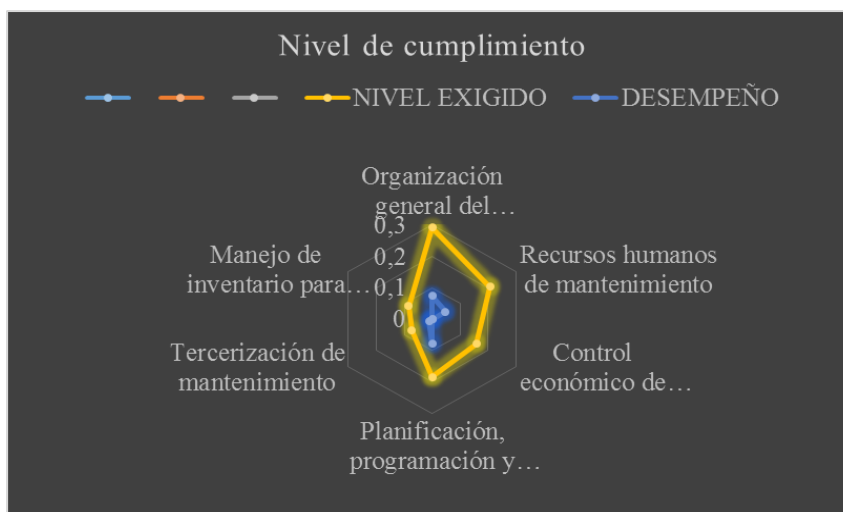 Nivel de cumplimiento
NIVEL EXIGIDO
DESEMPEÑO
Organización
general del...
0,3
0,2
0,1
0
Recursos humanos
de mantenimiento
Control
económico de...
Planificación,
programación y...
Tercerización de
mantenimiento
Manejo de
inventario para...